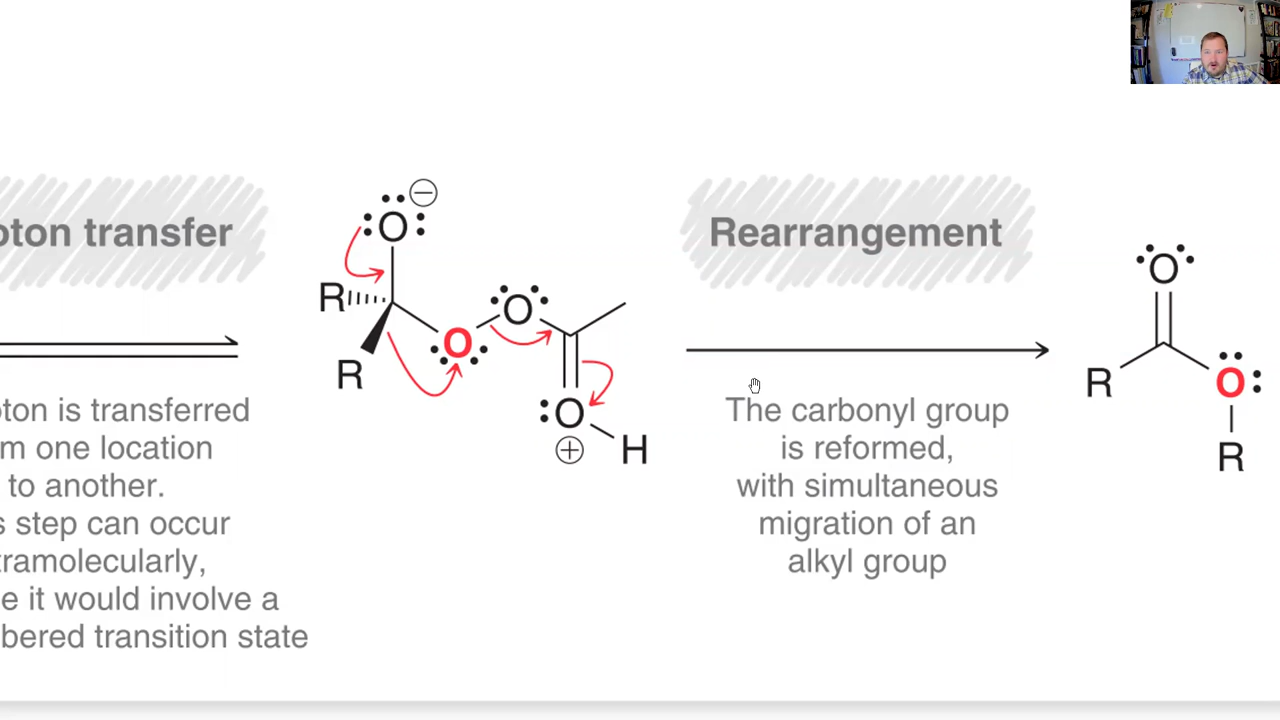 oton transfer
Rearrangement
O
R
R
O
O
O
H
O
R
O
R
oton is transferred
m one location
to another.
s step can occur
tramolecularly,
e it would involve a
bered transition state
The carbonyl group
is reformed,
with simultaneous
migration of an
alkyl group